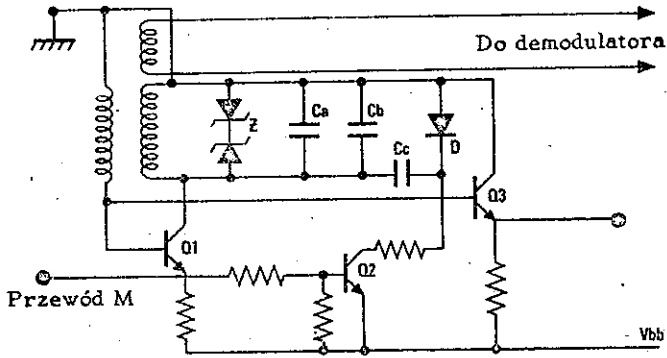 Do demodulatora
Z
Ca
Cb
D
Cc
Q3
Q1
Q2
Przewód M
Vbb